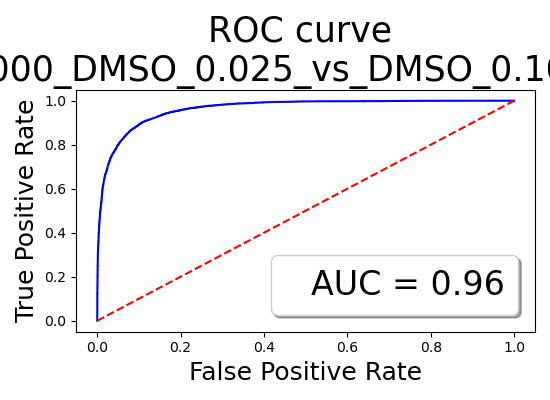 ROC curve
000_DMSO_0.025_vs_DMSO_0.10
True Positive Rate
1.0
0.8
0.6
0.4
0.2
0.0
AUC = 0.96
0.0 0.2 0.4 0.6 0.8 1.0
False Positive Rate